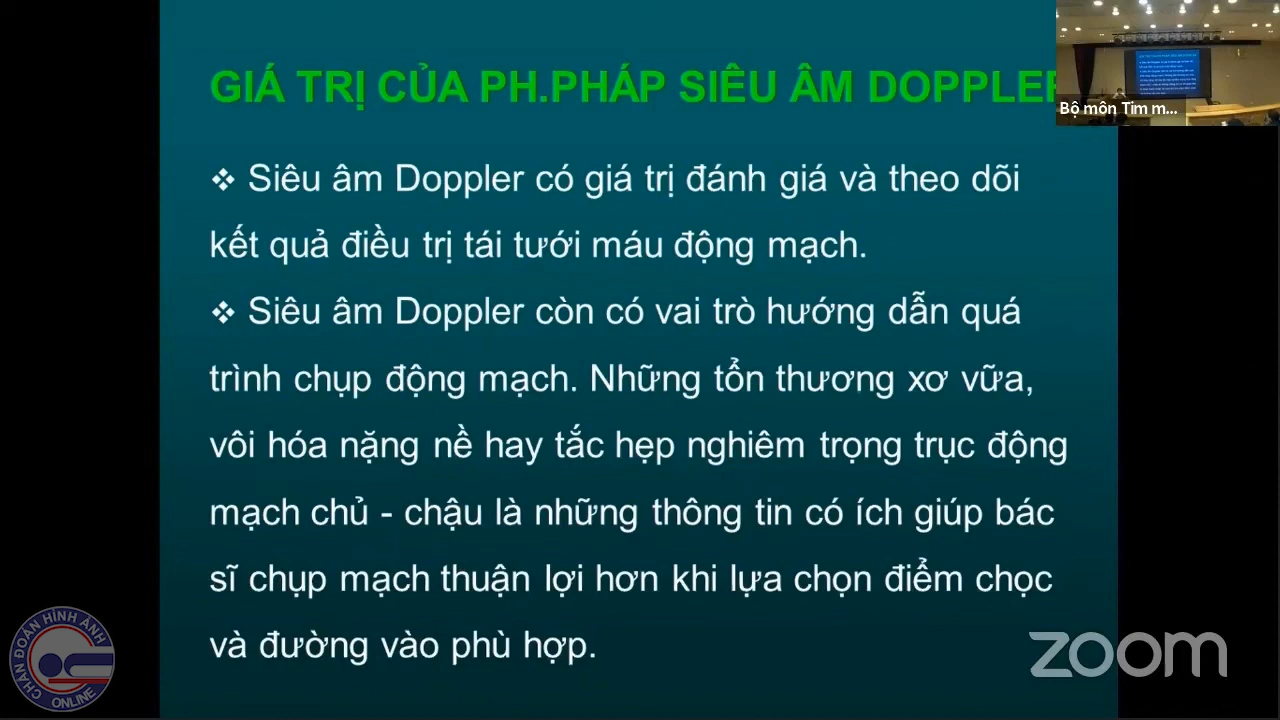 GIÁ TRỊ CỦA PH.PHÁP SIÊU ÂM DOPPLER
Bộ môn Tim m...
❖ Siêu âm Doppler có giá trị đánh giá và theo dõi
kết quả điều trị tái tưới máu động mạch.
❖ Siêu âm Doppler còn có vai trò hướng dẫn quá
trình chụp động mạch. Những tổn thương xơ vữa,
vôi hóa nặng nề hay tắc hẹp nghiêm trọng trục động
mạch chủ - chậu là những thông tin có ích giúp bác
sĩ chụp mạch thuận lợi hơn khi lựa chọn điểm chọc
và đường vào phù hợp.
CHẨN ĐOÁN HÌNH ẢNH
ONLINE
zoom